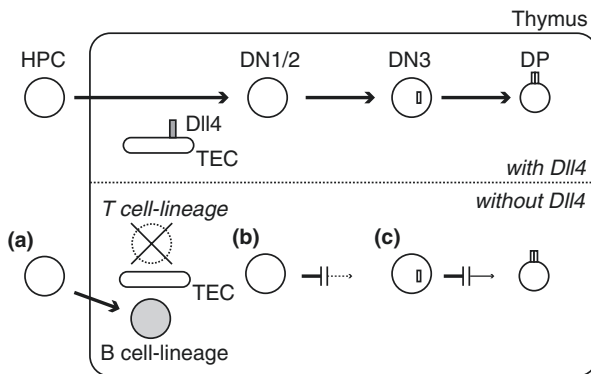 Thymus
HPC
DN1/2
DN3
DP
Dll4
TEC
with Dll4
without Dll4
T cell-lineage
(a)
(b)
(c)
TEC
B cell-lineage